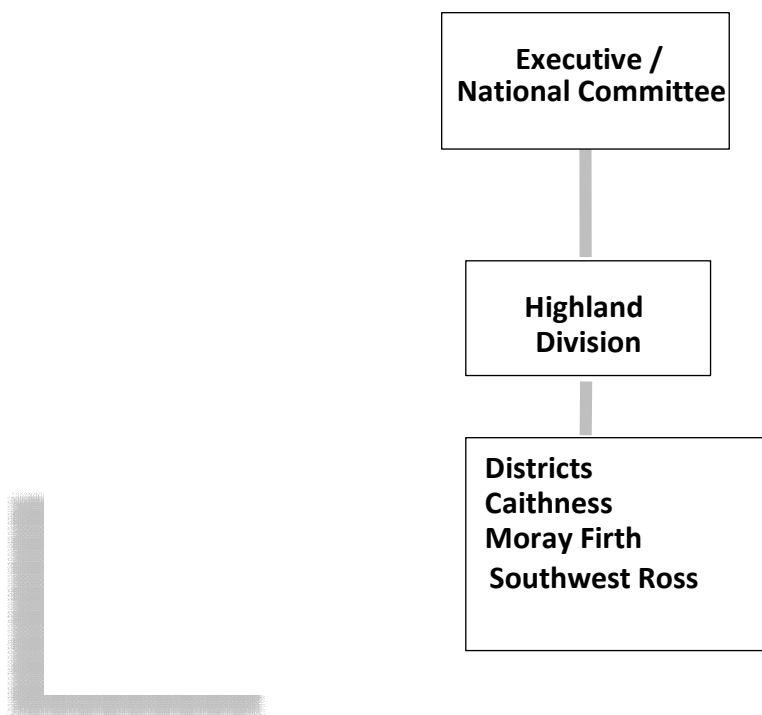 Executive /
National Committee
Highland
Division
Districts
Caithness
Moray Firth
Southwest Ross